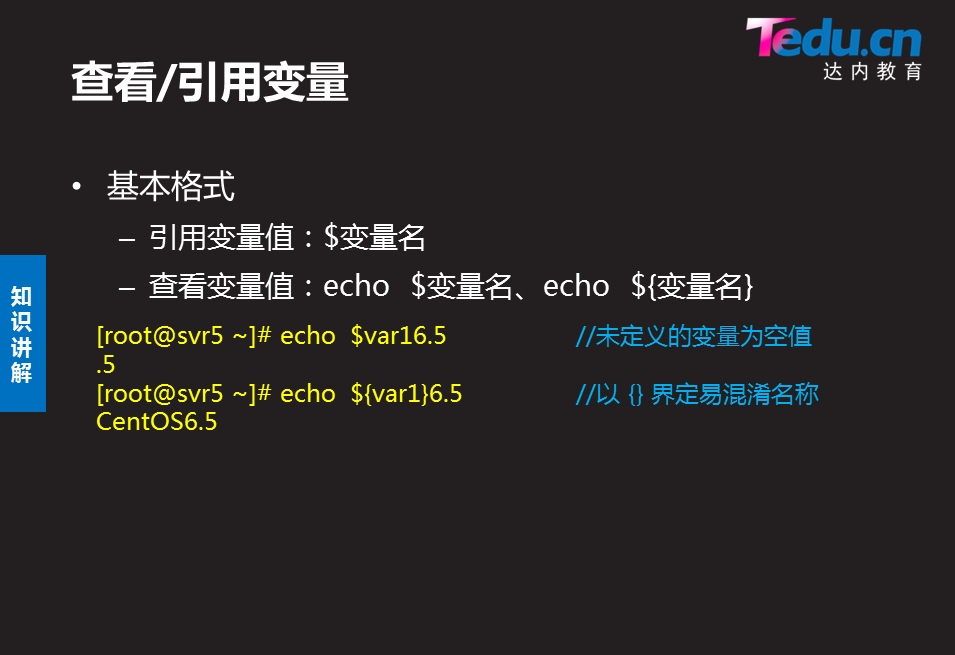 Tedu.cn
达内教育
查看/引用变量
• 基本格式
– 引用变量值：$变量名
– 查看变量值：echo $变量名、echo ${变量名}
知识讲解
[root@svr5 ~]# echo $var16.5 //未定义的变量为空值
.5
[root@svr5 ~]# echo ${var1}6.5 //以 {} 界定易混淆名称
CentOS6.5